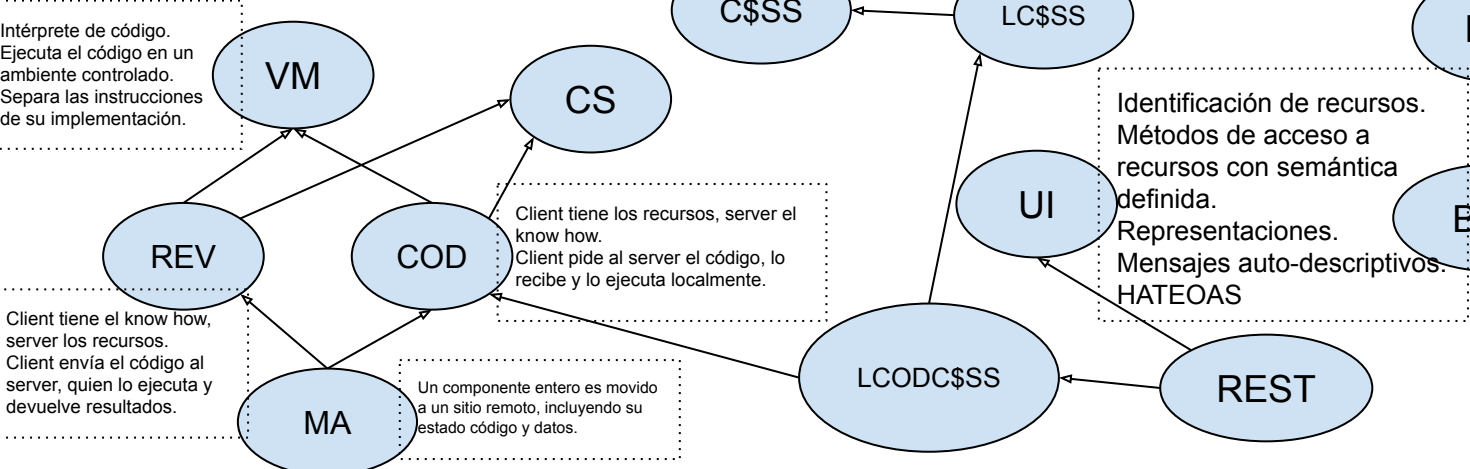 C$SS
LC$SS
Intérprete de código.
Ejecuta el código en un
ambiente controlado.
Separa las instrucciones
de su implementación.
VM
CS
Identificación de recursos.
Métodos de acceso a
recursos con semántica
definida.
Representaciones.
Mensajes auto-descriptivos.
HATEOAS
UI
REV
COD
Client tiene los recursos, server el
know how.
Client pide al server el código, lo
recibe y lo ejecuta localmente.
Client tiene el know how,
server los recursos.
Client envía el código al
server, quien lo ejecuta y
devuelve resultados.
MA
Un componente entero es movido
a un sitio remoto, incluyendo su
estado código y datos.
LCODC$SS
REST